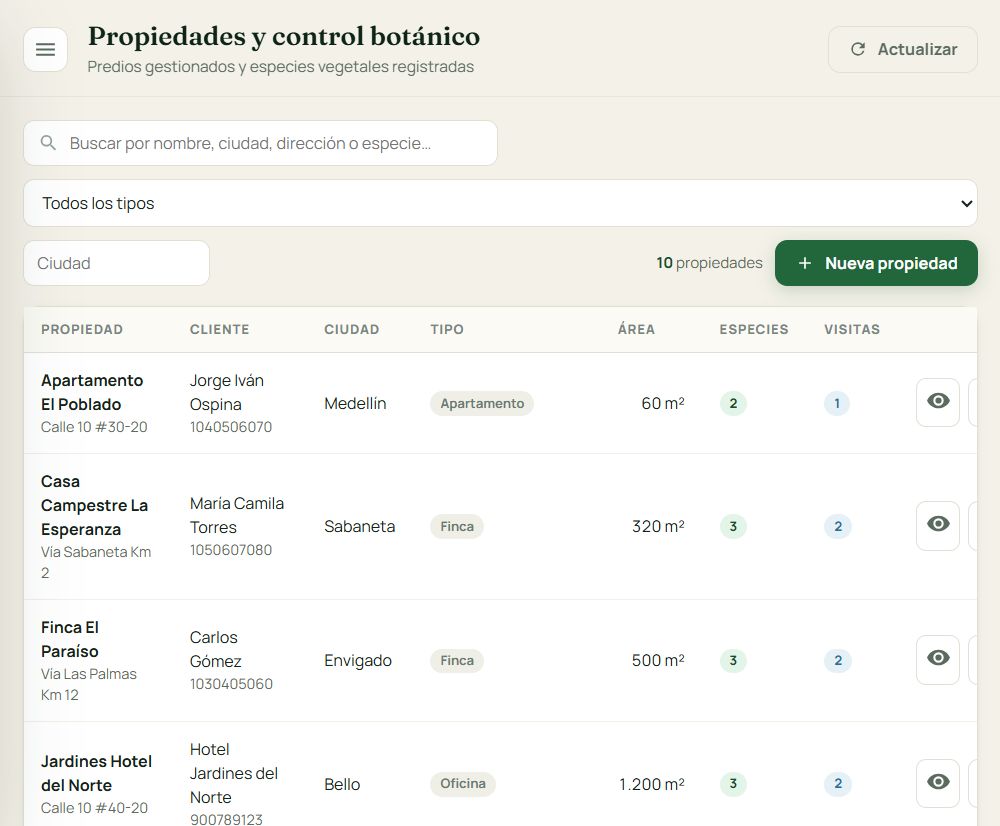 Propiedades y control botánico
Predios gestionados y especies vegetales registradas
Actualizar
Buscar por nombre, ciudad, dirección o especie...
Todos los tipos
Ciudad
10 propiedades
Nueva propiedad
PROPIEDAD CLIENTE CIUDAD TIPO ÁREA ESPECIES VISITAS
Apartamento
El Poblado
Calle 10 #30-20
Jorge Iván
Ospina
1040506070
Medellín
Apartamento
60 m²
2
1
Casa
Campestre La
Esperanza
Vía Sabaneta Km
2
María Camila
Torres
1050607080
Sabaneta
Finca
320 m²
3
2
Finca El
Paraíso
Vía Las Palmas
Km 12
Carlos
Gómez
1030405060
Envigado
Finca
500 m²
3
2
Jardines Hotel
del Norte
Calle 10 #40-20
Hotel
Jardines del
Norte
900789123
Bello
Oficina
1.200 m²
3
2